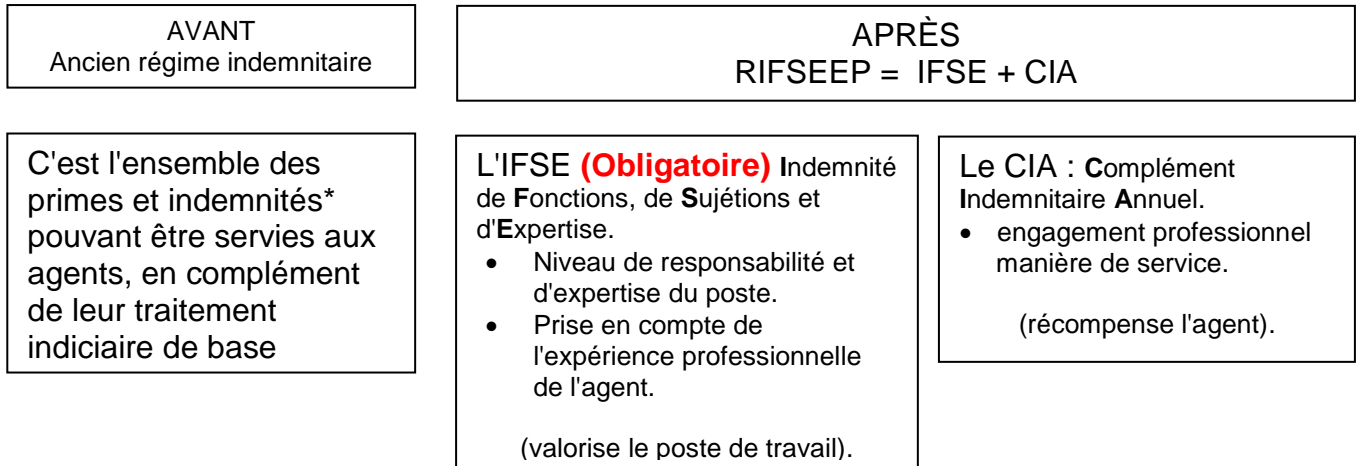 AVANT
Ancien régime indemnitaire
APRÈS
RIFSEEP = IFSE + CIA
C'est l'ensemble des
primes et indemnités*
pouvant être servies aux
agents, en complément
de leur traitement
indiciaire de base
L'IFSE (Obligatoire) Indemnité
de Fonctions, de Sujétions et
d'Expertise.
• Niveau de responsabilité et
d'expertise du poste.
• Prise en compte de
l'expérience professionnelle
de l'agent.
(valorise le poste de travail).
Le CIA : Complément
Indemnitaire Annuel.
• engagement professionnel
manière de service.
(récompense l'agent).